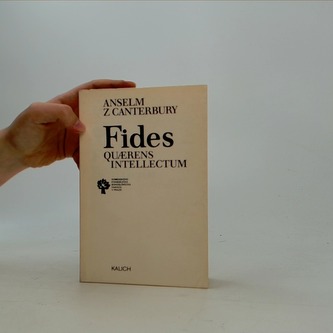 ANSELM
Z CANTERBURY
Fides
QUÆRENS
INTELLECTUM
KALICH